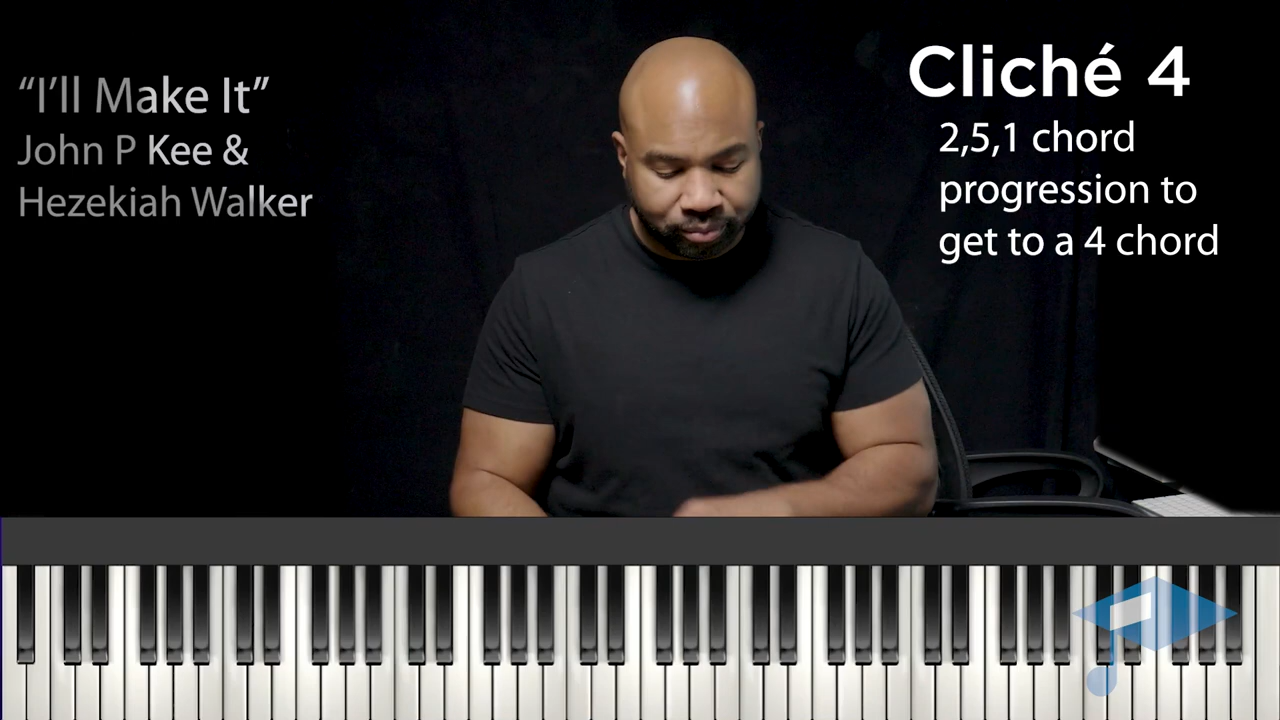 “I’ll Make It”
John P Kee &
Hezekiah Walker
Cliché 4
2,5,1 chord
progression to
get to a 4 chord